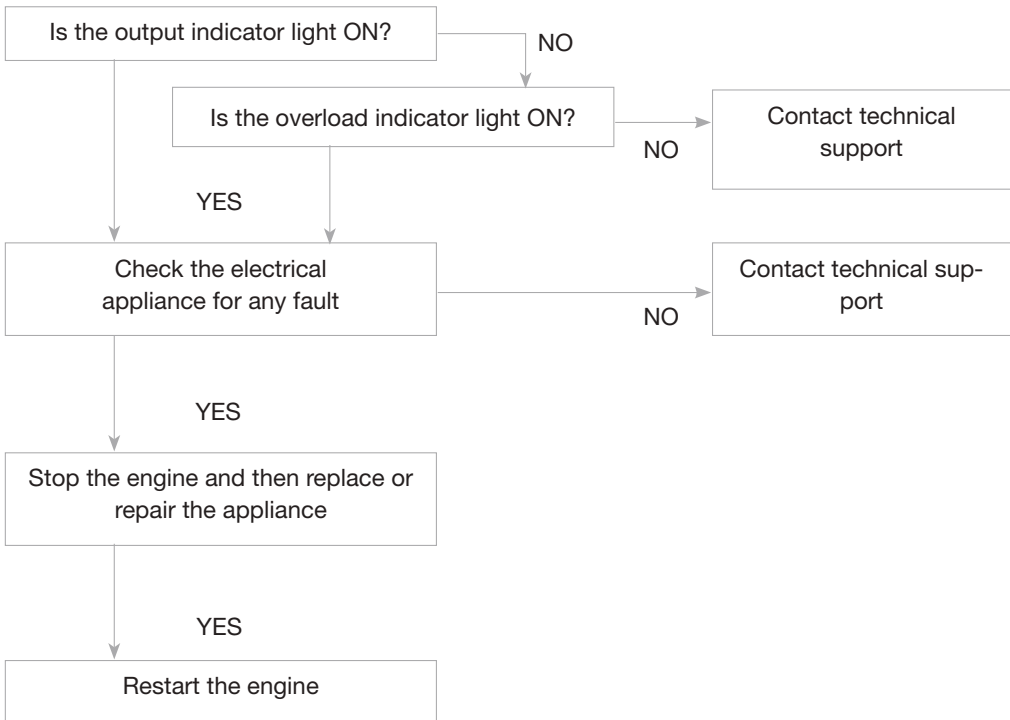 Is the output indicator light ON?
NO
Is the overload indicator light ON?
NO
Contact technical
support
YES
Check the electrical
appliance for any fault
NO
Contact technical sup-
port
YES
Stop the engine and then replace or
repair the appliance
YES
Restart the engine